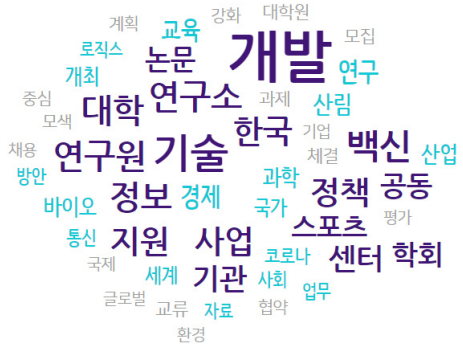 계획 강화 대학원
교육 개발 모집
로직스 논문
개최 연구
중심 대학 연구소 과제 산림
모색 한국 기업
채용 연구원 기술 체결 백신 산업
방안 과학
바이오 정보 경제 국가 정책 공동
평가
통신 지원 사업 스포츠
국제 세계 기관 코로나 센터 학회
사회
글로벌 교류 자료 협약 업무
환경